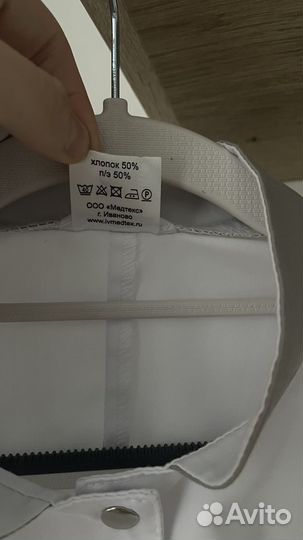 хлопок 50%
п/э 50%
P
ООО «Медтекс»
г. Иваново
www.ivmedtex.ru
Avito